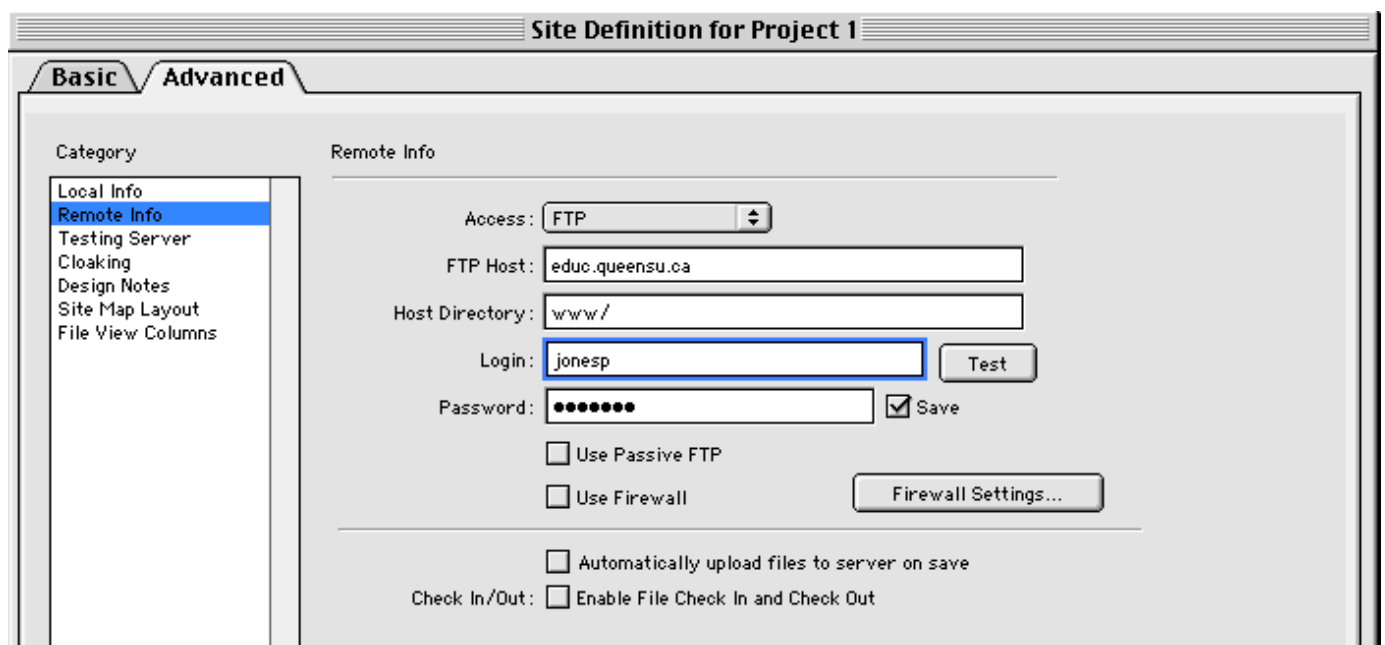 Site Definition for Project 1
Basic Advanced
Category
Local Info
Remote Info
Testing Server
Cloaking
Design Notes
Site Map Layout
File View Columns
Remote Info
Access: FTP
FTP Host: educ.queensu.ca
Host Directory: www/
Login: jonesp Test
Password: ●●●●●●● Save
Use Passive FTP
Use Firewall Firewall Settings...
Automatically upload files to server on save
Check In/Out: Enable File Check In and Check Out